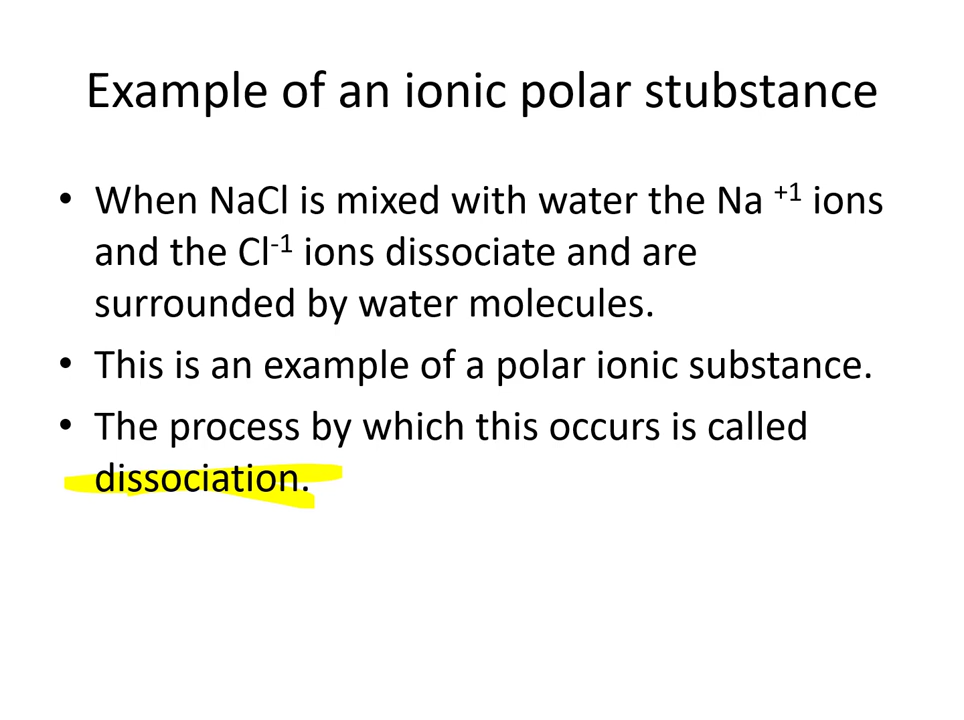 Example of an ionic polar stubstance
• When NaCl is mixed with water the Na +1 ions
and the Cl-1 ions dissociate and are
surrounded by water molecules.
• This is an example of a polar ionic substance.
• The process by which this occurs is called
dissociation.